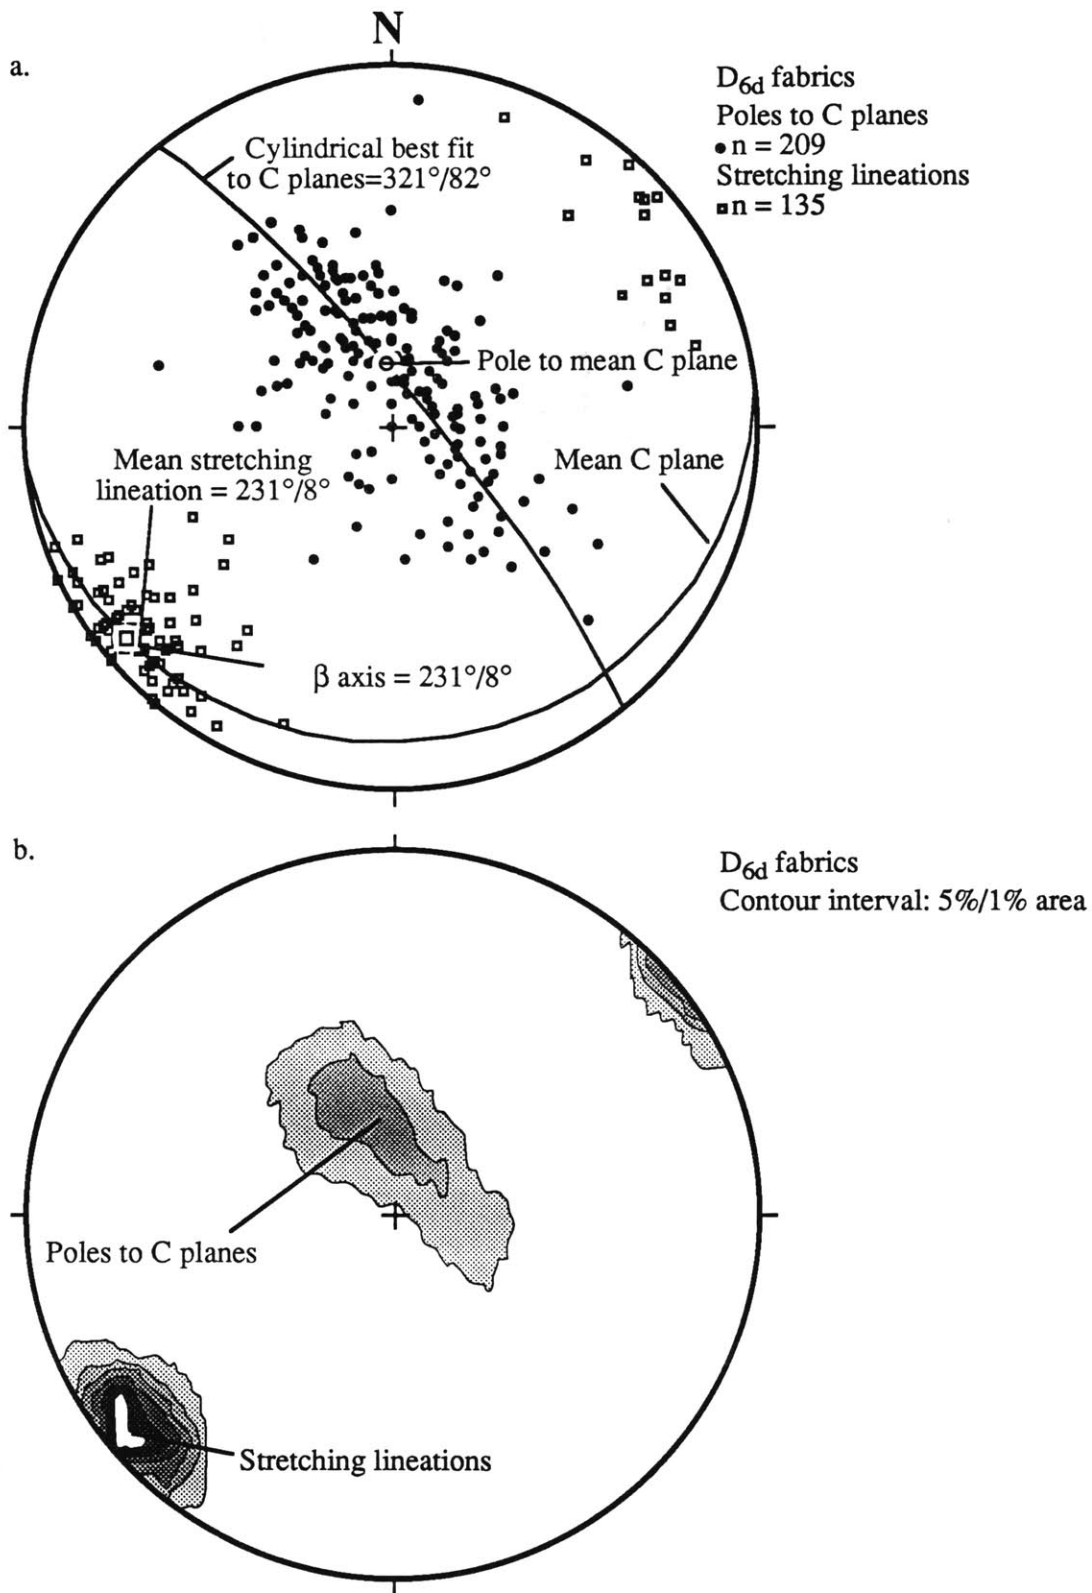 N
a.
D6d fabrics
Poles to C planes
n = 209
Stretching lineations
n = 135
Cylindrical best fit
to C planes=321°/82°
Pole to mean C plane
Mean stretching
lineation = 231°/8°
Mean C plane
β axis = 231°/8°
b.
D6d fabrics
Contour interval: 5%/1% area
Poles to C planes
Stretching lineations